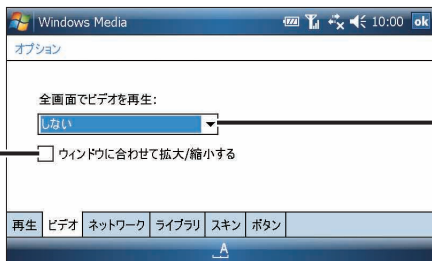 Windows Media 10:00 ok
オプション
全画面でビデオを再生:
しない
ウィンドウに合わせて拡大/縮小する
再生 ビデオ ネットワーク ライブラリ スキン ボタン
A